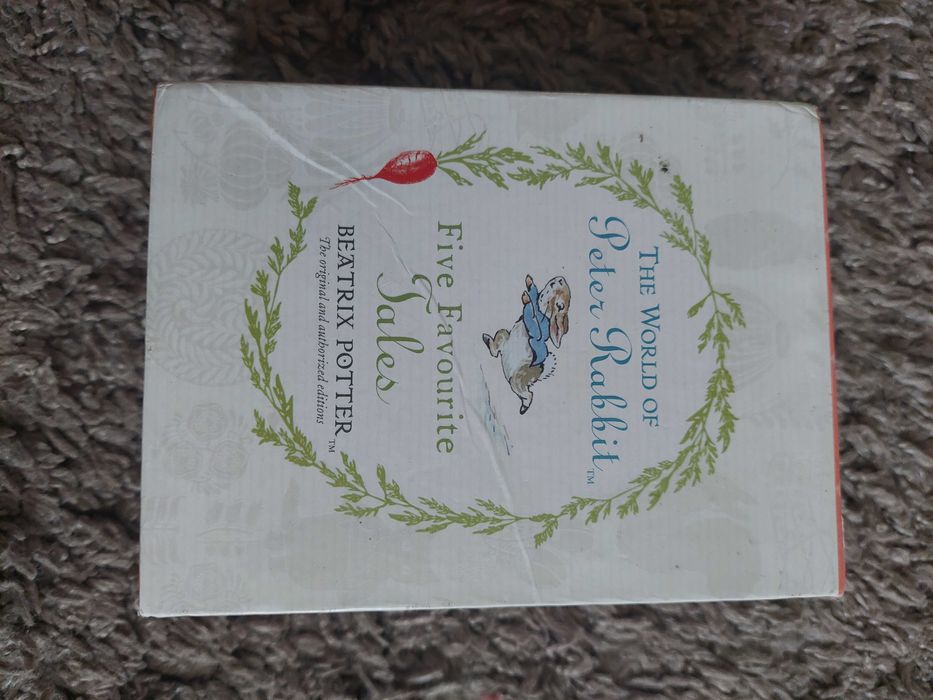 THE WORLD OF
Peter Rabbit™
Five Favourite
Tales
BEATRIX POTTER™
The original and authorized editions